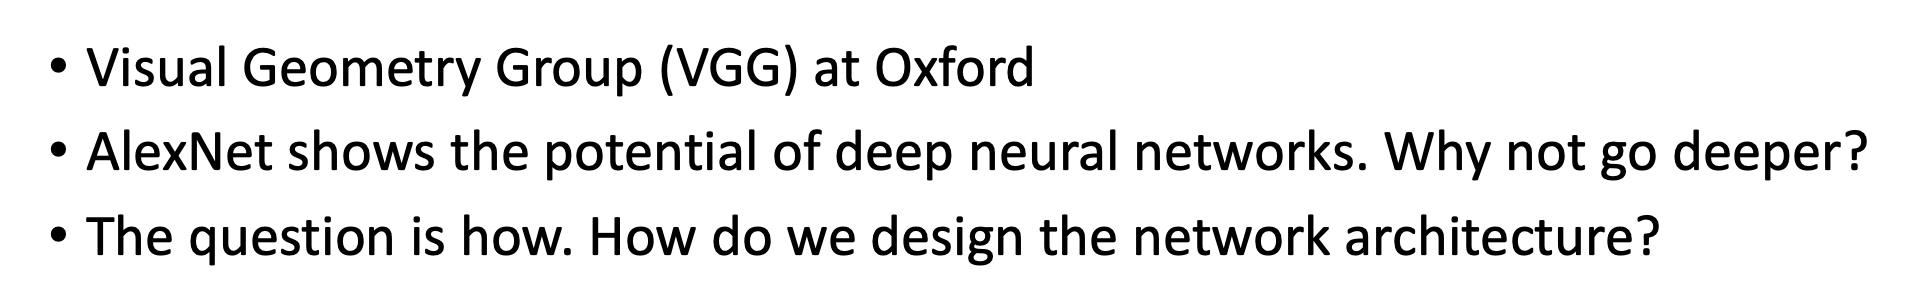 • Visual Geometry Group (VGG) at Oxford
• AlexNet shows the potential of deep neural networks. Why not go deeper?
• The question is how. How do we design the network architecture?